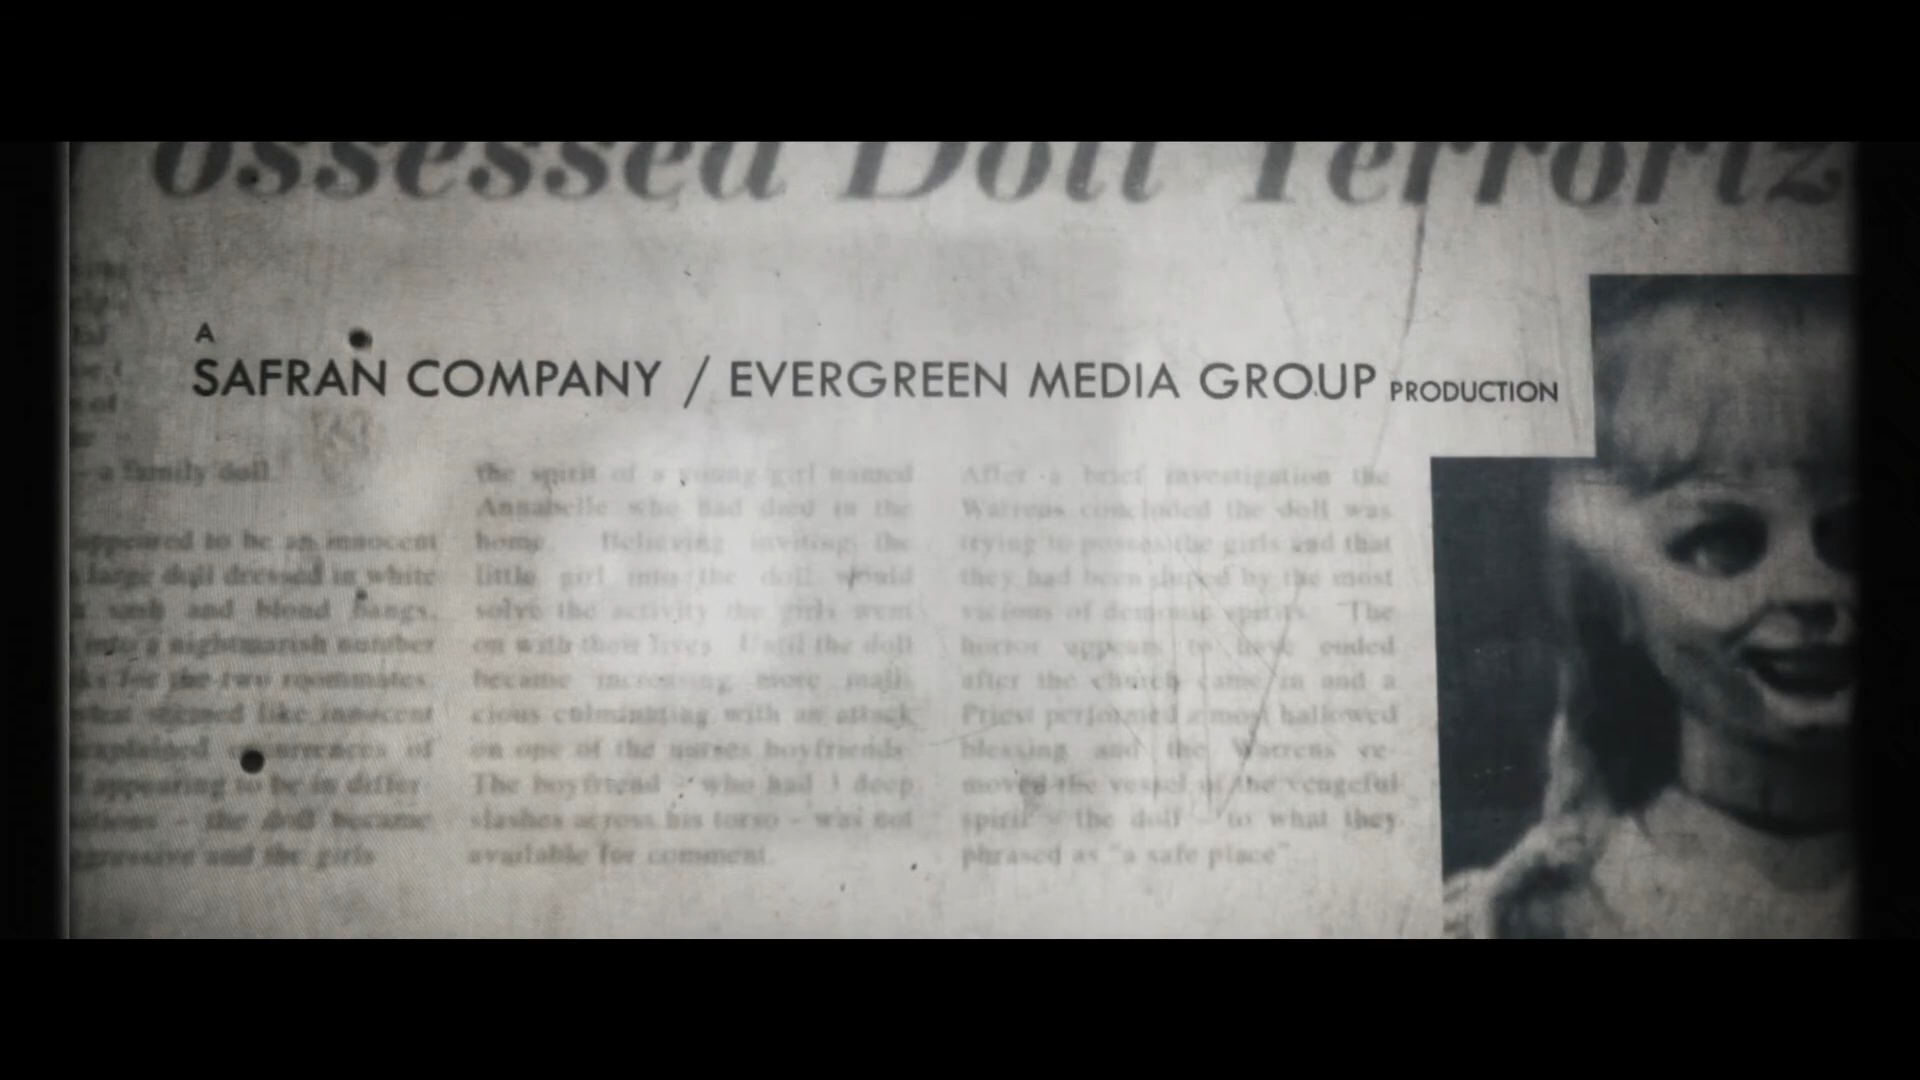 ossessed Doll Terroriz
A
SAFRAN COMPANY / EVERGREEN MEDIA GROUP PRODUCTION
- a family doll.
appeared to be an innocent
large doll dressed in white
sash and blond bangs,
into a nightmarish number
for the two roommates.
what seemed like innocent
occurrences of
appearing to be in differ-
- the doll became
and the girls
the spirit of a young girl named
Annabelle who had died in the
home. Believing inviting the
little girl into the doll would
solve the activity the girls went
on with their lives. Until the doll
became increasing more mali-
cious culminating with an attack
on one of the nurses boyfriends.
The boyfriend - who had 3 deep
slashes across his torso - was not
available for comment.
After a brief investigation the
Warrens concluded the doll was
trying to possess the girls and that
they had been duped by the most
vicious of demonic spirits. The
horror appears to have ended
after the church came in and a
Priest performed a most hallowed
blessing and the Warrens re-
moved the vessel of the vengeful
spirit - the doll - to what they
phrased as "a safe place"